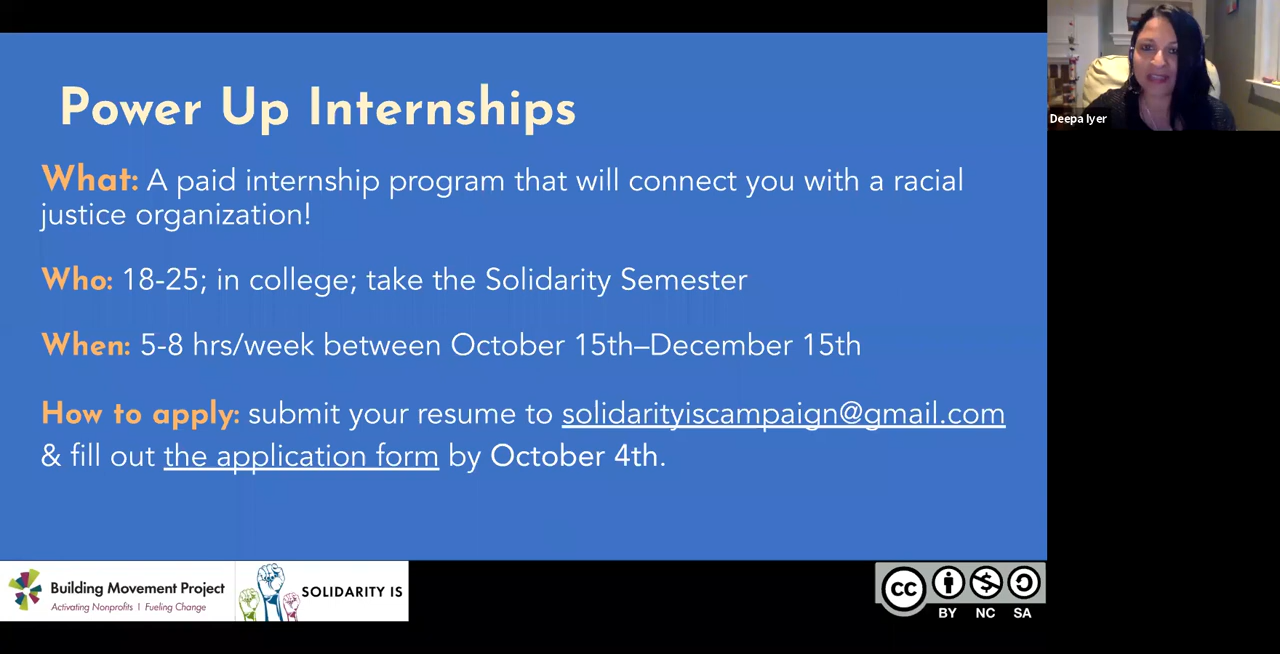 Power Up Internships
What: A paid internship program that will connect you with a racial
justice organization!
Who: 18-25; in college; take the Solidarity Semester
When: 5-8 hrs/week between October 15th–December 15th
How to apply: submit your resume to solidarityiscampaign@gmail.com
& fill out the application form by October 4th.
Deepa Iyer
Building Movement Project
Activating Nonprofits | Fueling Change
SOLIDARITY IS
CC
BY NC SA